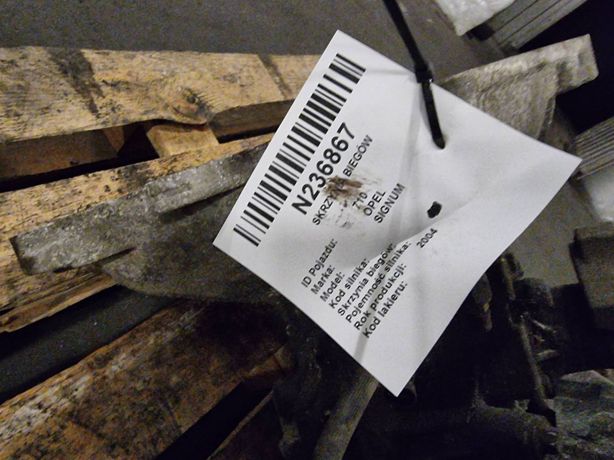 N236867
BIEGÓW
ID Pojazdu:
Marka: OPEL
Model: SIGNUM
Kod silnika:
Skrzynia biegów:
Pojemność silnika:
Rok produkcji: 2004
Kod lakieru: